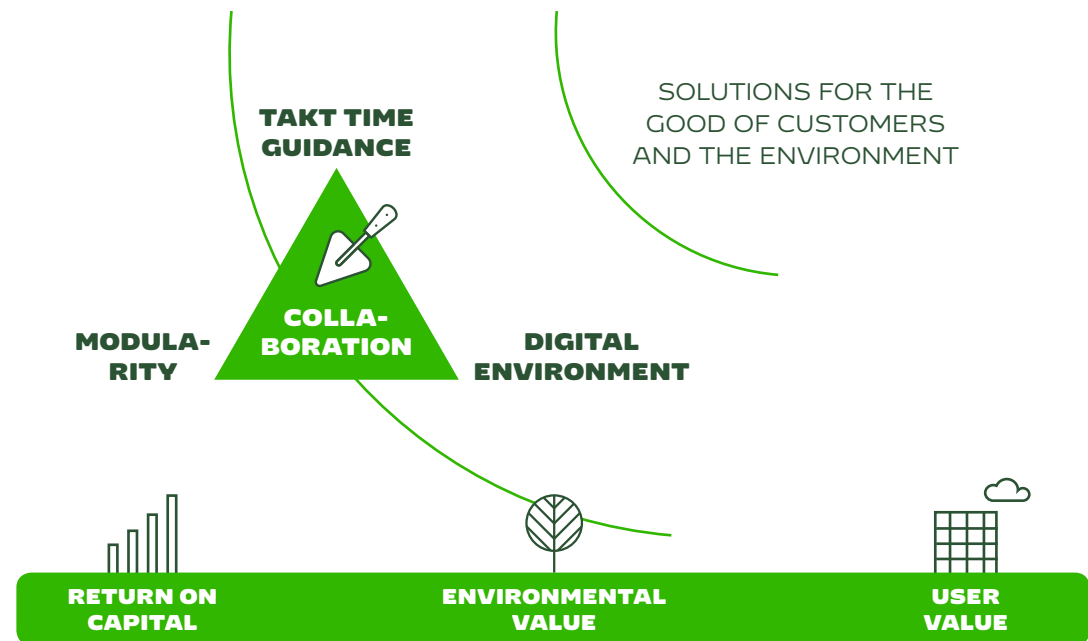 SOLUTIONS FOR THE
GOOD OF CUSTOMERS
AND THE ENVIRONMENT
TAKT TIME
GUIDANCE
COLLA-
BORATION
MODULA-
RITY
DIGITAL
ENVIRONMENT
RETURN ON
CAPITAL
ENVIRONMENTAL
VALUE
USER
VALUE